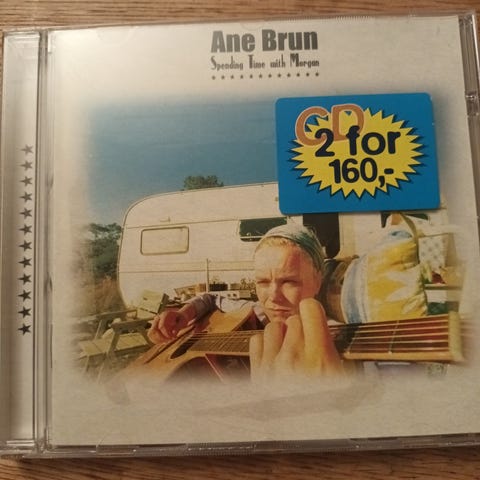 Ane Brun
Spending Time with Morgan
CD
2 for
160,-